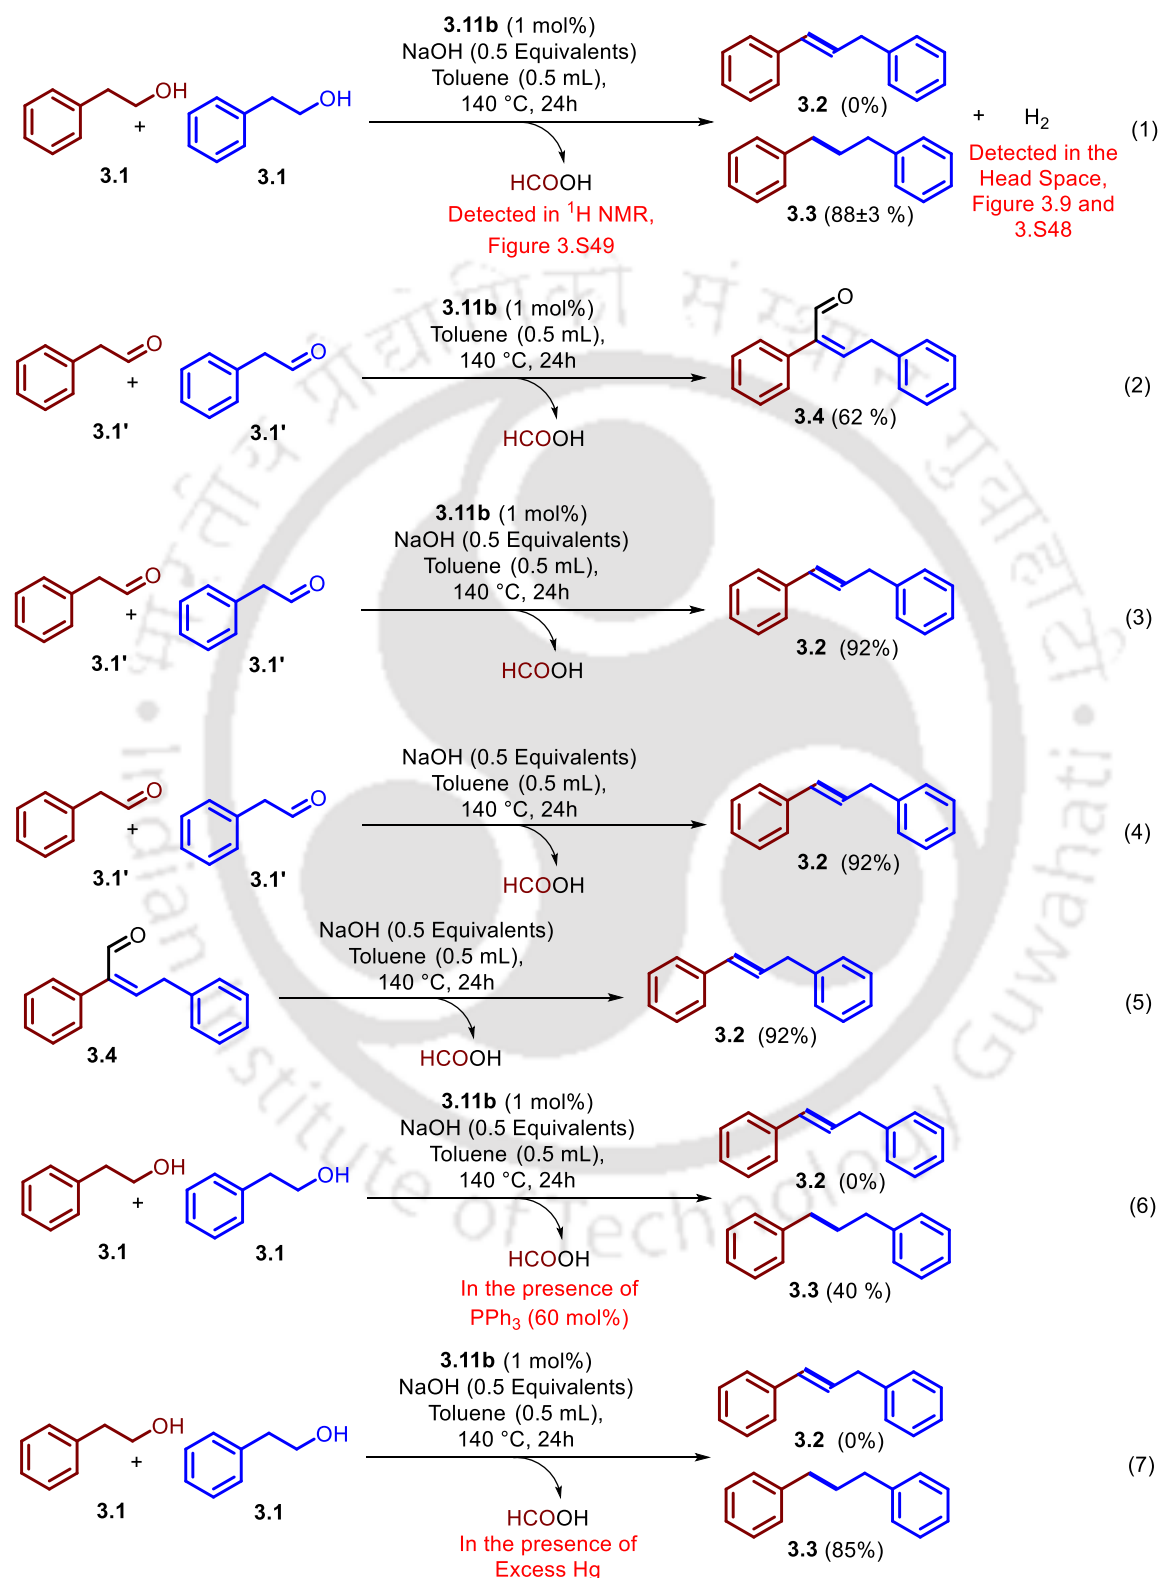 3.11b (1 mol%)
NaOH (0.5 Equivalents)
Toluene (0.5 mL),
140 °C, 24h
OH
+
OH
3.1
3.1
HCOOH
Detected in ¹H NMR,
Figure 3.S49
3.2 (0%)
3.3 (88±3 %)
+ H₂
Detected in the
Head Space,
Figure 3.9 and
3.S48
(1)
3.11b (1 mol%)
Toluene (0.5 mL),
140 °C, 24h
O
+
O
3.1'
3.1'
HCOOH
O
3.4 (62 %)
(2)
3.11b (1 mol%)
NaOH (0.5 Equivalents)
Toluene (0.5 mL),
140 °C, 24h
O
+
O
3.1'
3.1'
HCOOH
3.2 (92%)
(3)
NaOH (0.5 Equivalents)
Toluene (0.5 mL),
140 °C, 24h
O
+
O
3.1'
3.1'
HCOOH
3.2 (92%)
(4)
O
3.4
NaOH (0.5 Equivalents)
Toluene (0.5 mL),
140 °C, 24h
HCOOH
3.2 (92%)
(5)
3.11b (1 mol%)
NaOH (0.5 Equivalents)
Toluene (0.5 mL),
140 °C, 24h
OH
+
OH
3.1
3.1
HCOOH
In the presence of
PPh₃ (60 mol%)
3.2 (0%)
3.3 (40 %)
(6)
3.11b (1 mol%)
NaOH (0.5 Equivalents)
Toluene (0.5 mL),
140 °C, 24h
OH
+
OH
3.1
3.1
HCOOH
In the presence of
Excess Hg
3.2 (0%)
3.3 (85%)
(7)
Indian Institute of Technology Guwahati